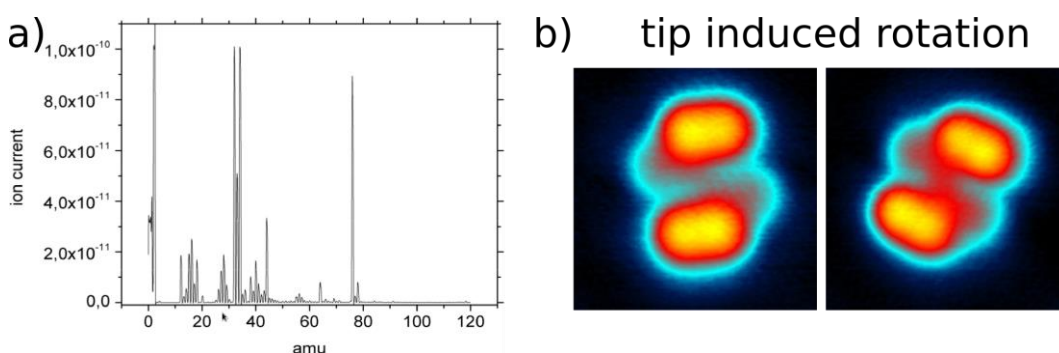 a)
1,0x10-10
8,0x10-11
6,0x10-11
4,0x10-11
2,0x10-11
0,0
ion current
0 20 40 60 80 100 120
amu
b) tip induced rotation